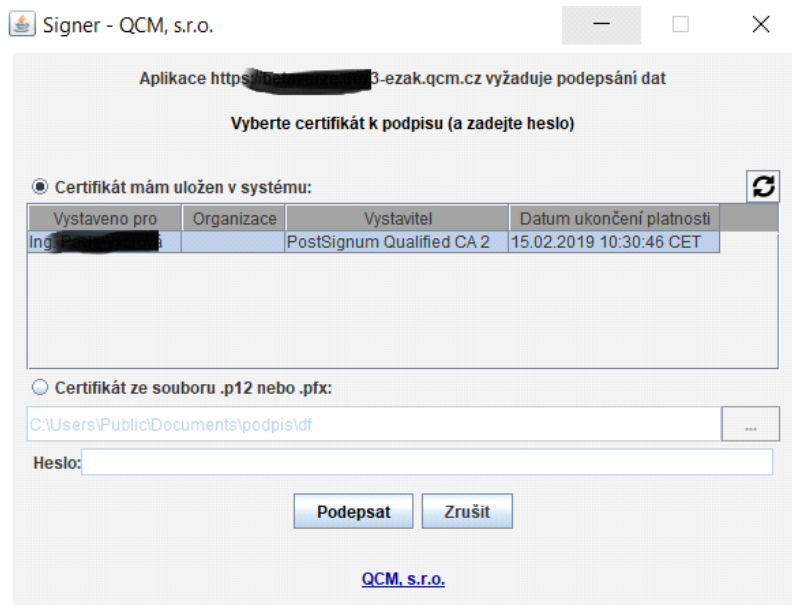 Signer - QCM, s.r.o.
Aplikace https:// 3-ezak.qcm.cz vyžaduje podepsání dat
Vyberte certifikát k podpisu (a zadejte heslo)
Certifikát mám uložen v systému:
Vystaveno pro Organizace Vystavitel Datum ukončení platnosti
Ing. PostSignum Qualified CA 2 15.02.2019 10:30:46 CET
Certifikát ze souboru .p12 nebo .pfx:
C:\Users\Public\Documents\podpis\df ...
Heslo:
Podepsat Zrušit
QCM, s.r.o.